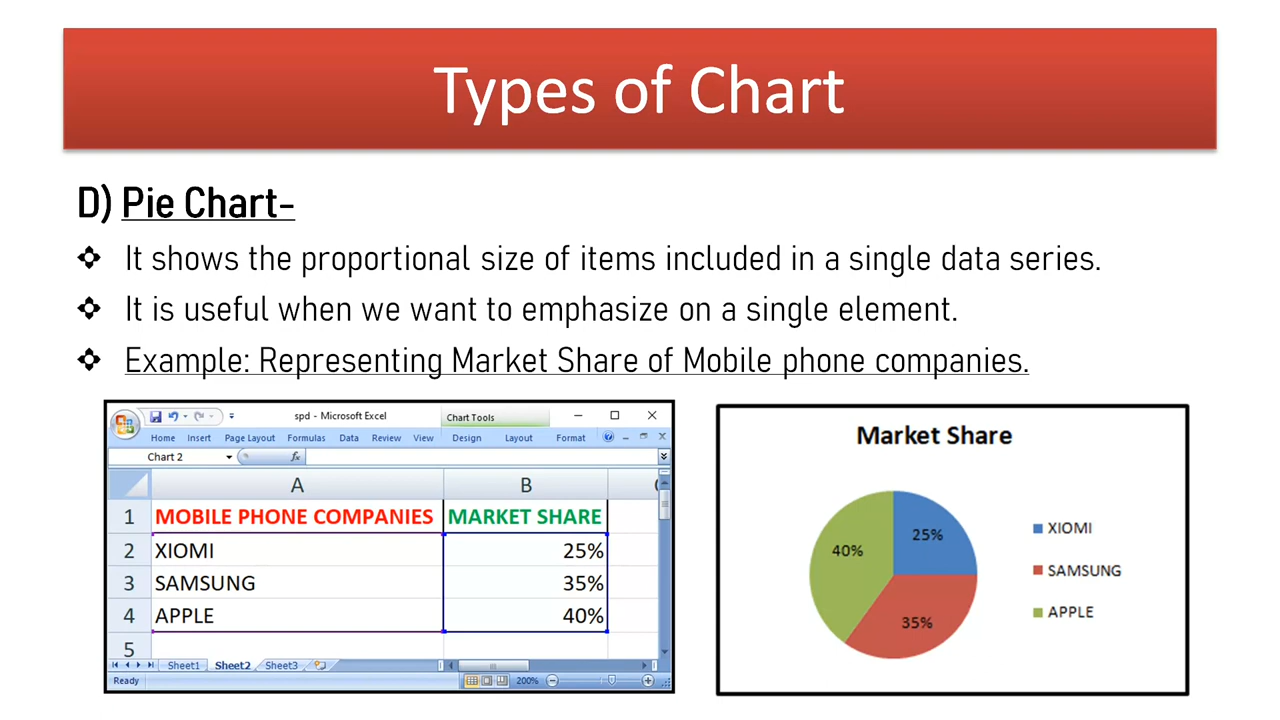 Types of Chart
D) Pie Chart-
It shows the proportional size of items included in a single data series.
It is useful when we want to emphasize on a single element.
Example: Representing Market Share of Mobile phone companies.
spd - Microsoft Excel
Chart Tools
Home Insert Page Layout Formulas Data Review View Design Layout Format
Chart 2 fx
A B
1 MOBILE PHONE COMPANIES MARKET SHARE
2 XIOMI 25%
3 SAMSUNG 35%
4 APPLE 40%
5
Sheet1 Sheet2 Sheet3
Ready 200%
Market Share
25%
40%
35%
XIOMI
SAMSUNG
APPLE